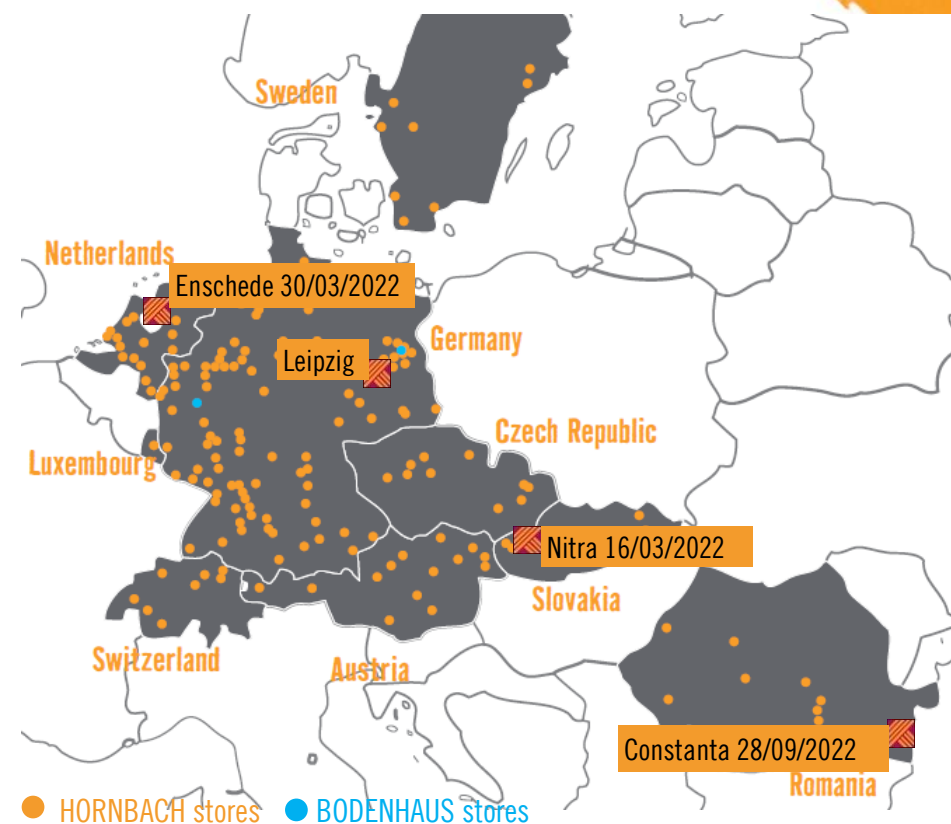 Sweden
Netherlands
Enschede 30/03/2022
Germany
Leipzig
Czech Republic
Luxembourg
Nitra 16/03/2022
Slovakia
Switzerland
Austria
Constanta 28/09/2022
Romania
HORNBACH stores
BODENHAUS stores